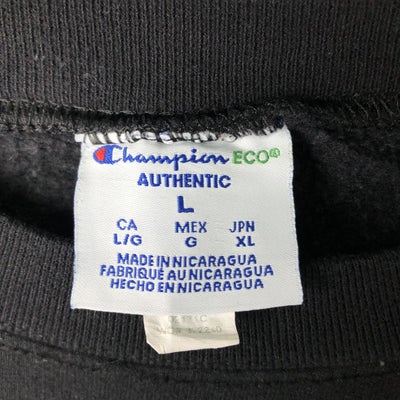 Champion ECO®
AUTHENTIC
L
CA MEX JPN
L/G G XL
MADE IN NICARAGUA
FABRIQUÉ AU NICARAGUA
HECHO EN NICARAGUA